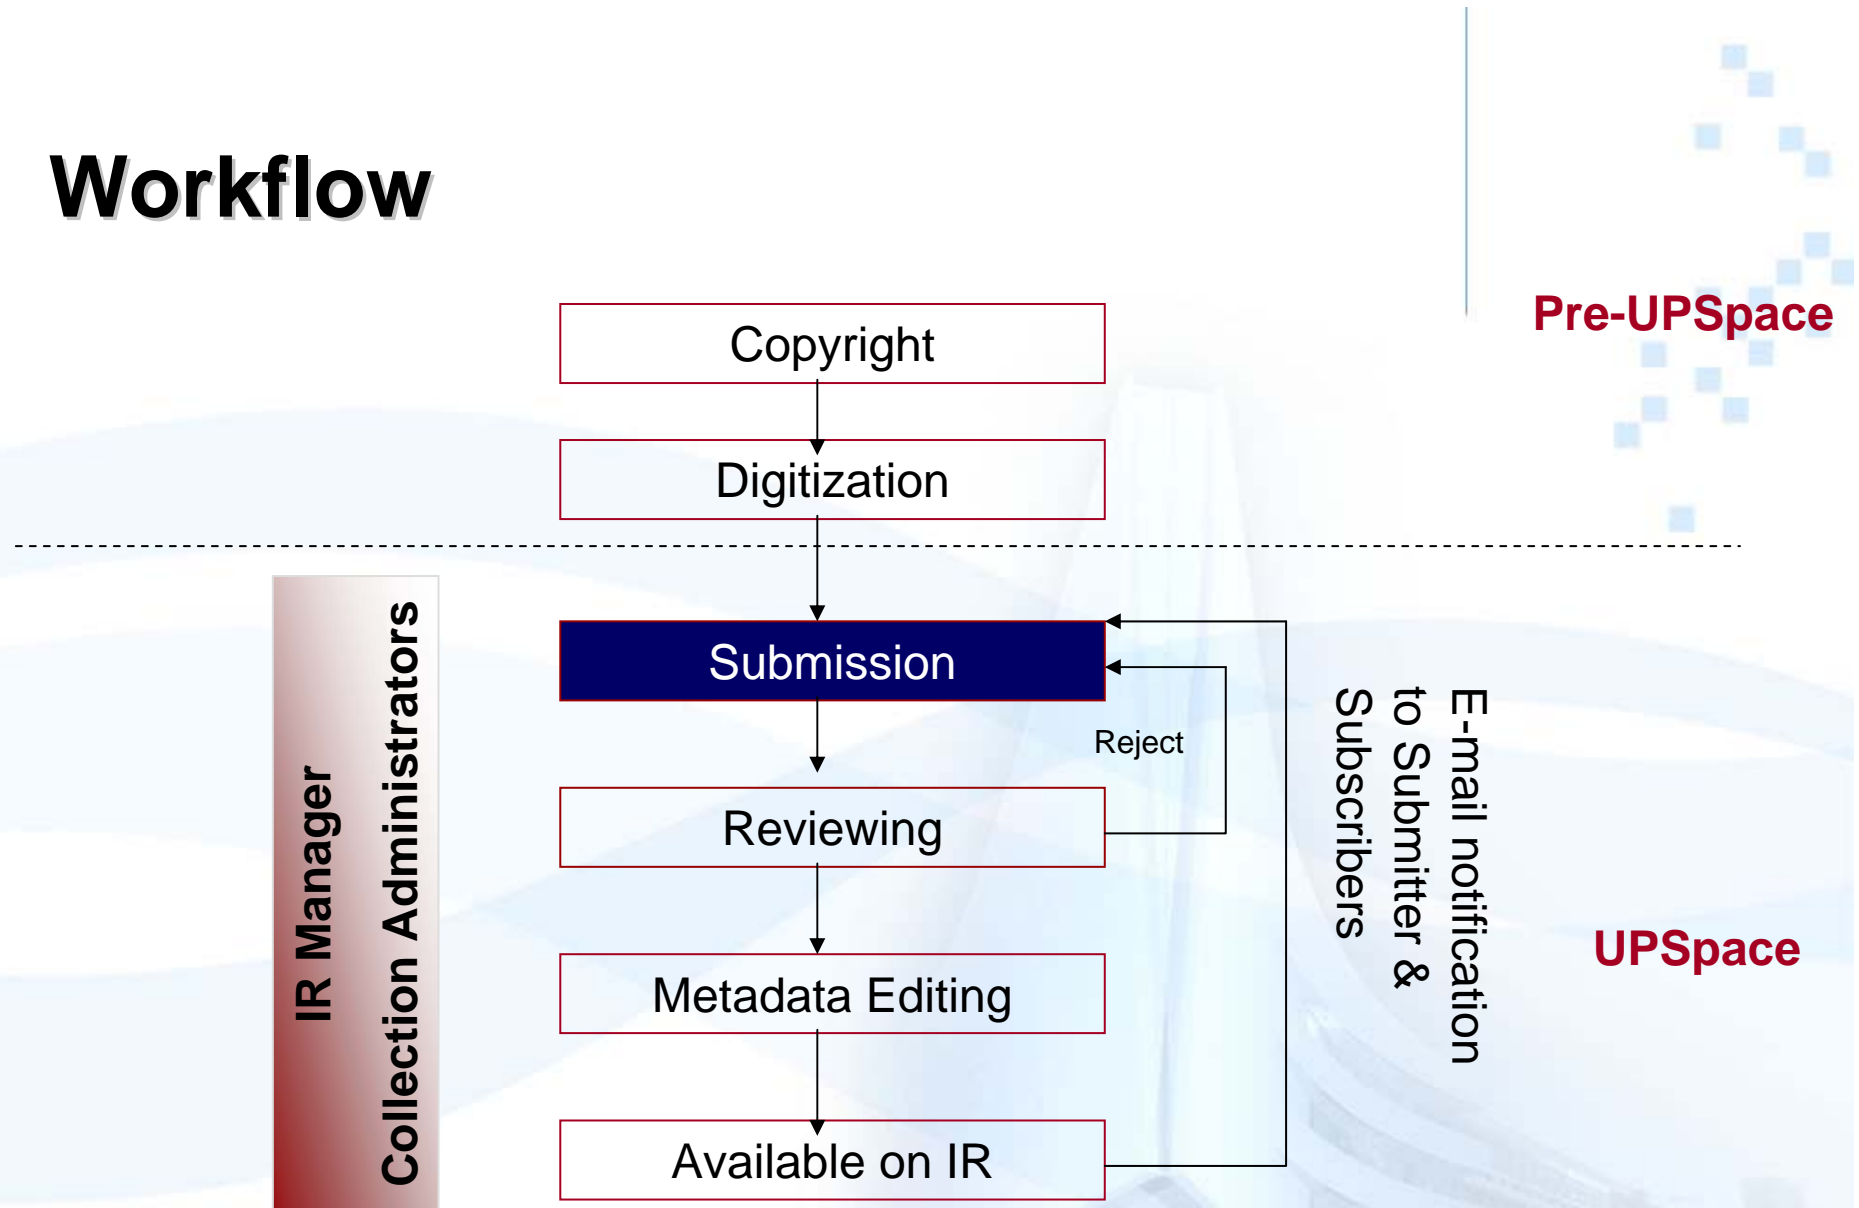 Workflow
Pre-UPSpace
Copyright
Digitization
IR Manager
Collection Administrators
Submission
Reject
Reviewing
Metadata Editing
Available on IR
E-mail notification
to Submitter &
Subscribers
UPSpace